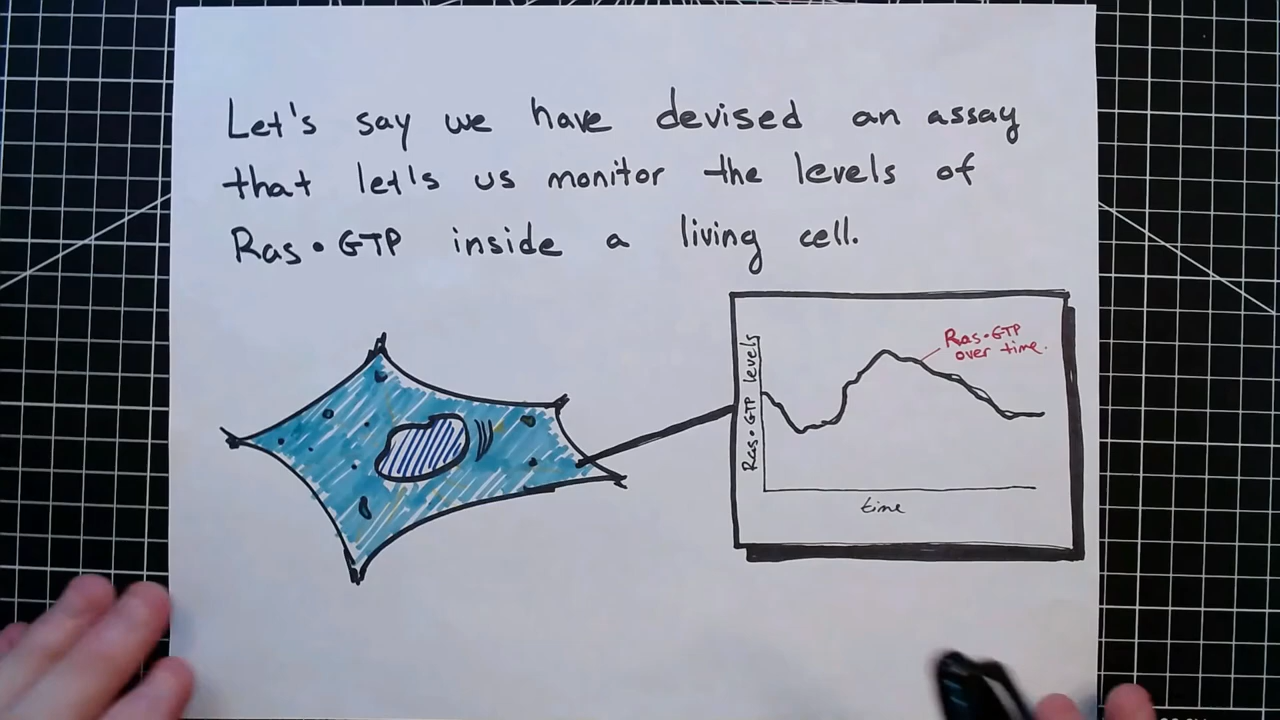 Let's say we have devised an assay
that let's us monitor the levels of
Ras•GTP inside a living cell.
Ras•GTP levels
Ras•GTP
over time.
time